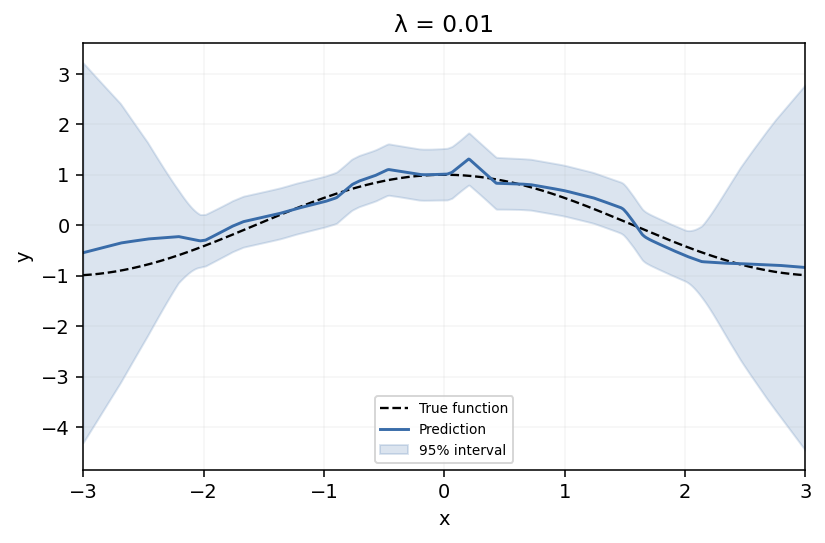 λ = 0.01
y
3
2
1
0
−1
−2
−3
−4
True function
Prediction
95% interval
−3 −2 −1 0 1 2 3
x